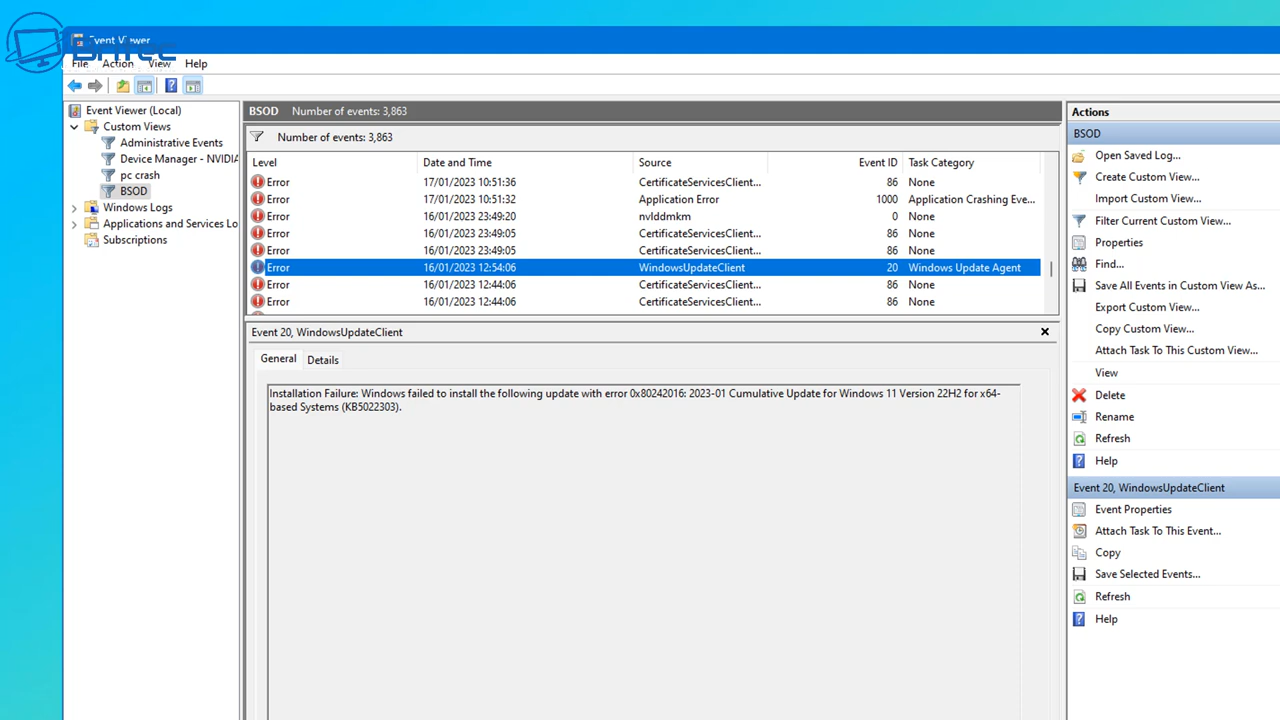 Event Viewer
File Action View Help
Event Viewer (Local)
Custom Views
Administrative Events
Device Manager - NVIDIA
pc crash
BSOD
Windows Logs
Applications and Services Lo
Subscriptions
BSOD Number of events: 3,863
Number of events: 3,863
Level Date and Time Source Event ID Task Category
Error 17/01/2023 10:51:36 CertificateServicesClient... 86 None
Error 17/01/2023 10:51:32 Application Error 1000 Application Crashing Eve...
Error 16/01/2023 23:49:20 nvlddmkm 0 None
Error 16/01/2023 23:49:05 CertificateServicesClient... 86 None
Error 16/01/2023 23:49:05 CertificateServicesClient... 86 None
Error 16/01/2023 12:54:06 WindowsUpdateClient 20 Windows Update Agent
Error 16/01/2023 12:44:06 CertificateServicesClient... 86 None
Error 16/01/2023 12:44:06 CertificateServicesClient... 86 None
Event 20, WindowsUpdateClient
General Details
Installation Failure: Windows failed to install the following update with error 0x80242016: 2023-01 Cumulative Update for Windows 11 Version 22H2 for x64-
based Systems (KB5022303).
Actions
BSOD
Open Saved Log...
Create Custom View...
Import Custom View...
Filter Current Custom View...
Properties
Find...
Save All Events in Custom View As...
Export Custom View...
Copy Custom View...
Attach Task To This Custom View...
View
Delete
Rename
Refresh
Help
Event 20, WindowsUpdateClient
Event Properties
Attach Task To This Event...
Copy
Save Selected Events...
Refresh
Help